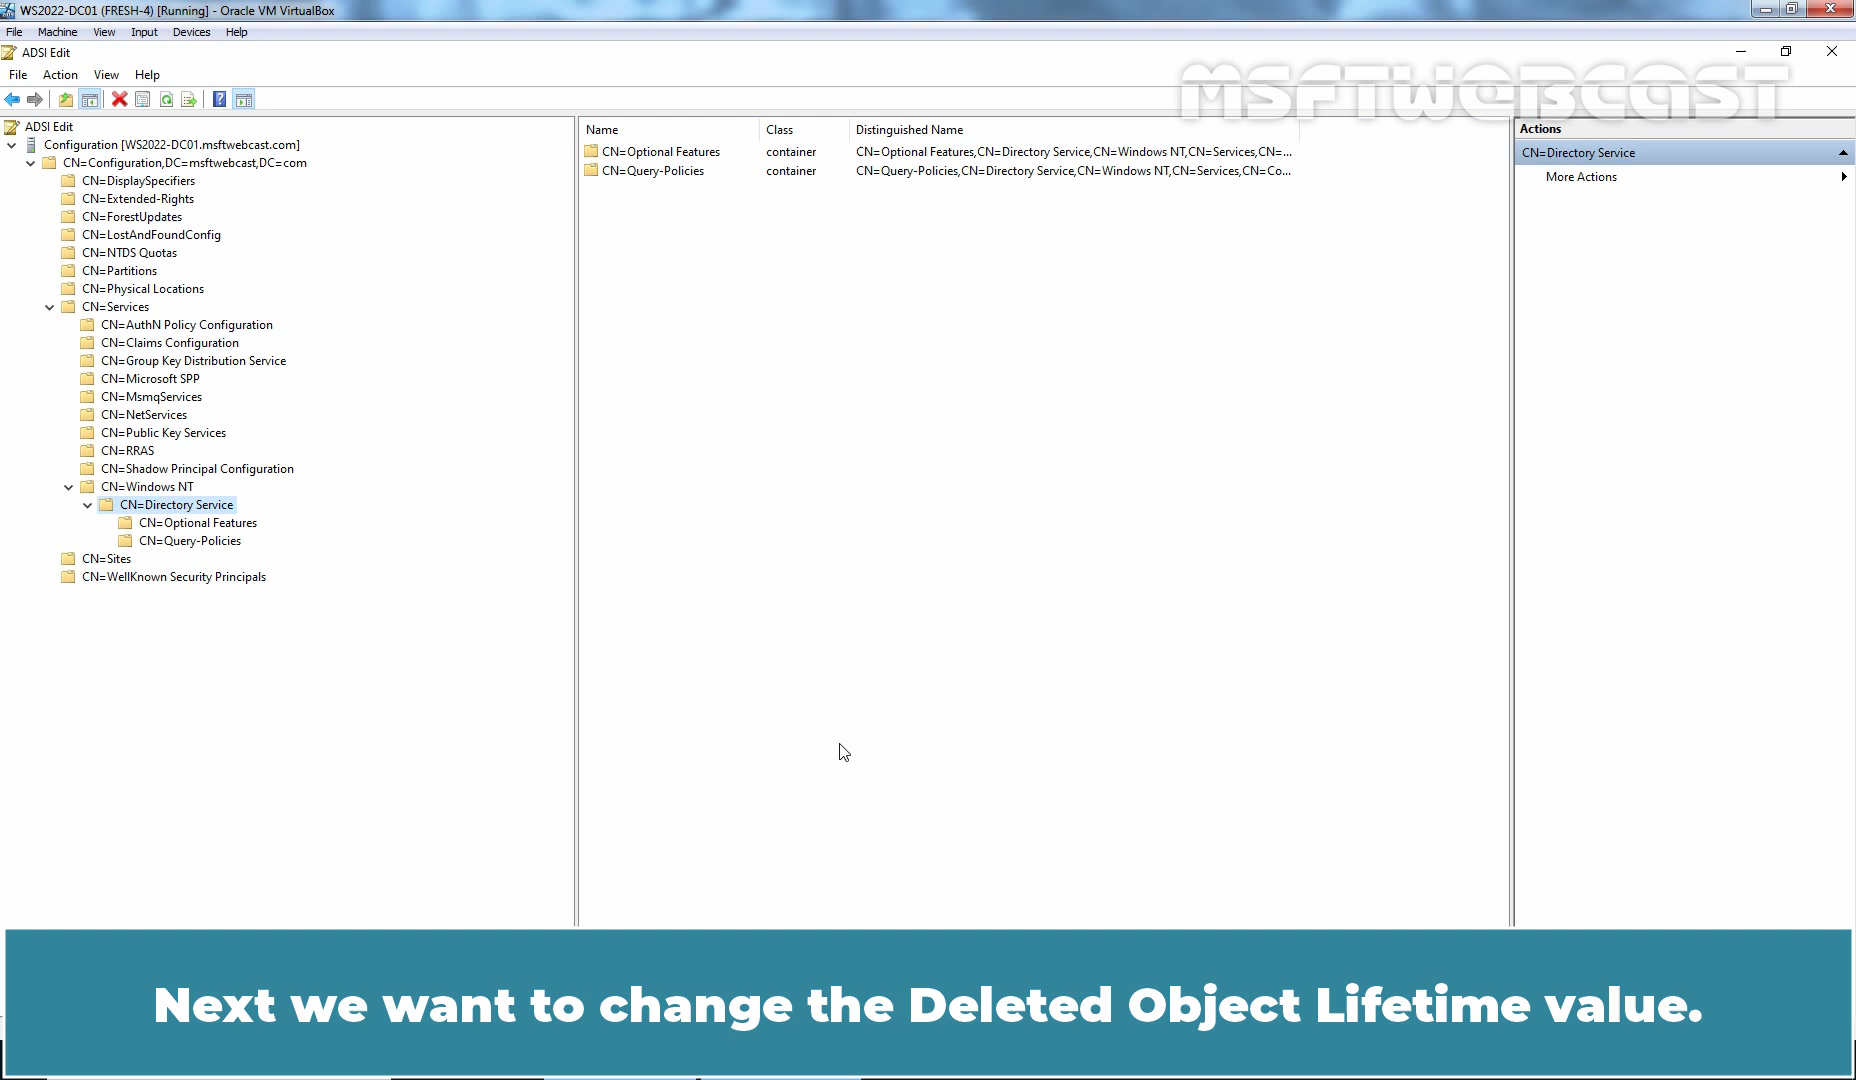 WS2022-DC01 (FRESH-4) [Running] - Oracle VM VirtualBox
File Machine View Input Devices Help
ADSI Edit
File Action View Help
MSFTWEBCAST
ADSI Edit
Configuration [WS2022-DC01.msftwebcast.com]
CN=Configuration,DC=msftwebcast,DC=com
CN=DisplaySpecifiers
CN=Extended-Rights
CN=ForestUpdates
CN=LostAndFoundConfig
CN=NTDS Quotas
CN=Partitions
CN=Physical Locations
CN=Services
CN=AuthN Policy Configuration
CN=Claims Configuration
CN=Group Key Distribution Service
CN=Microsoft SPP
CN=MsmqServices
CN=NetServices
CN=Public Key Services
CN=RRAS
CN=Shadow Principal Configuration
CN=Windows NT
CN=Directory Service
CN=Optional Features
CN=Query-Policies
CN=Sites
CN=WellKnown Security Principals
Name Class Distinguished Name
CN=Optional Features container CN=Optional Features,CN=Directory Service,CN=Windows NT,CN=Services,CN=...
CN=Query-Policies container CN=Query-Policies,CN=Directory Service,CN=Windows NT,CN=Services,CN=Co...
Actions
CN=Directory Service
More Actions
Next we want to change the Deleted Object Lifetime value.